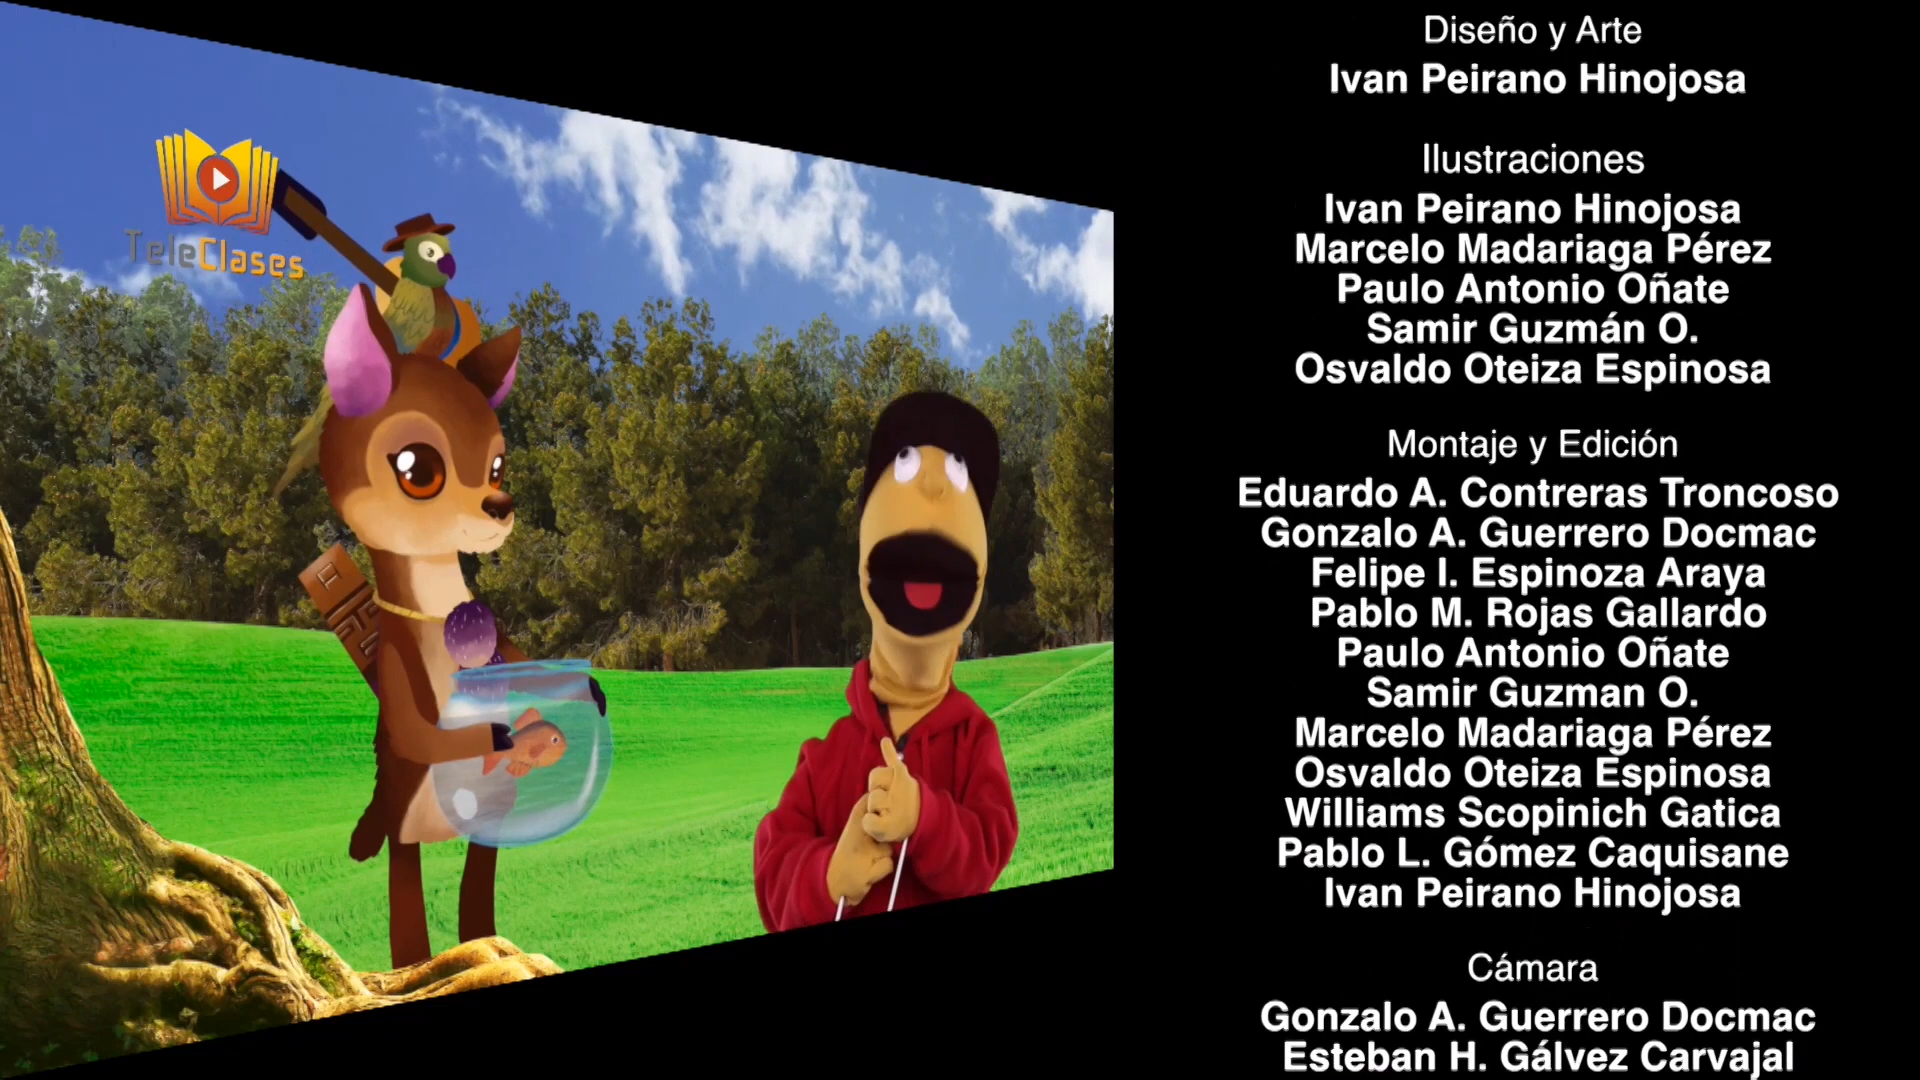 TeleClases
Diseño y Arte
Ivan Peirano Hinojosa
Ilustraciones
Ivan Peirano Hinojosa
Marcelo Madariaga Pérez
Paulo Antonio Oñate
Samir Guzmán O.
Osvaldo Oteiza Espinosa
Montaje y Edición
Eduardo A. Contreras Troncoso
Gonzalo A. Guerrero Docmac
Felipe I. Espinoza Araya
Pablo M. Rojas Gallardo
Paulo Antonio Oñate
Samir Guzman O.
Marcelo Madariaga Pérez
Osvaldo Oteiza Espinosa
Williams Scopinich Gatica
Pablo L. Gómez Caquisane
Ivan Peirano Hinojosa
Cámara
Gonzalo A. Guerrero Docmac
Esteban H. Gálvez Carvajal